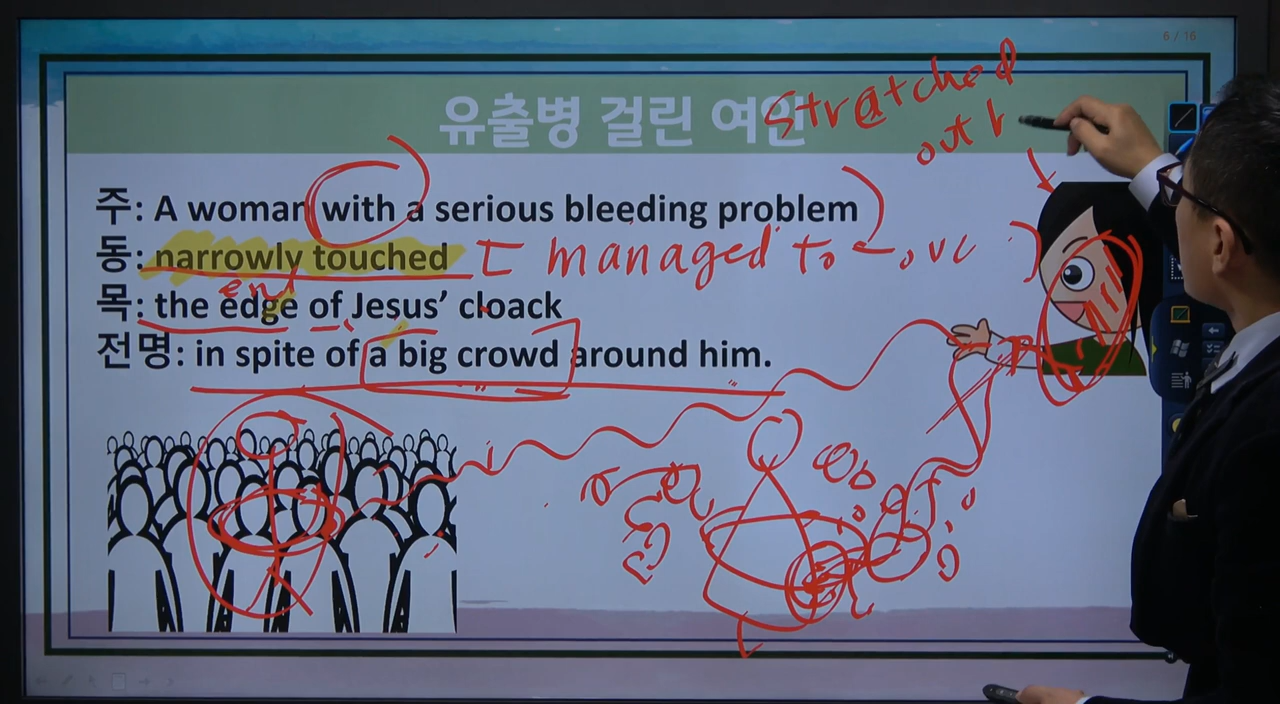 6 / 16
유출병 걸린 여인
stretched
out h
주: A woman with a serious bleeding problem
동: narrowly touched managed to
end
목: the edge of Jesus’ cloack
전명: in spite of a big crowd around him.